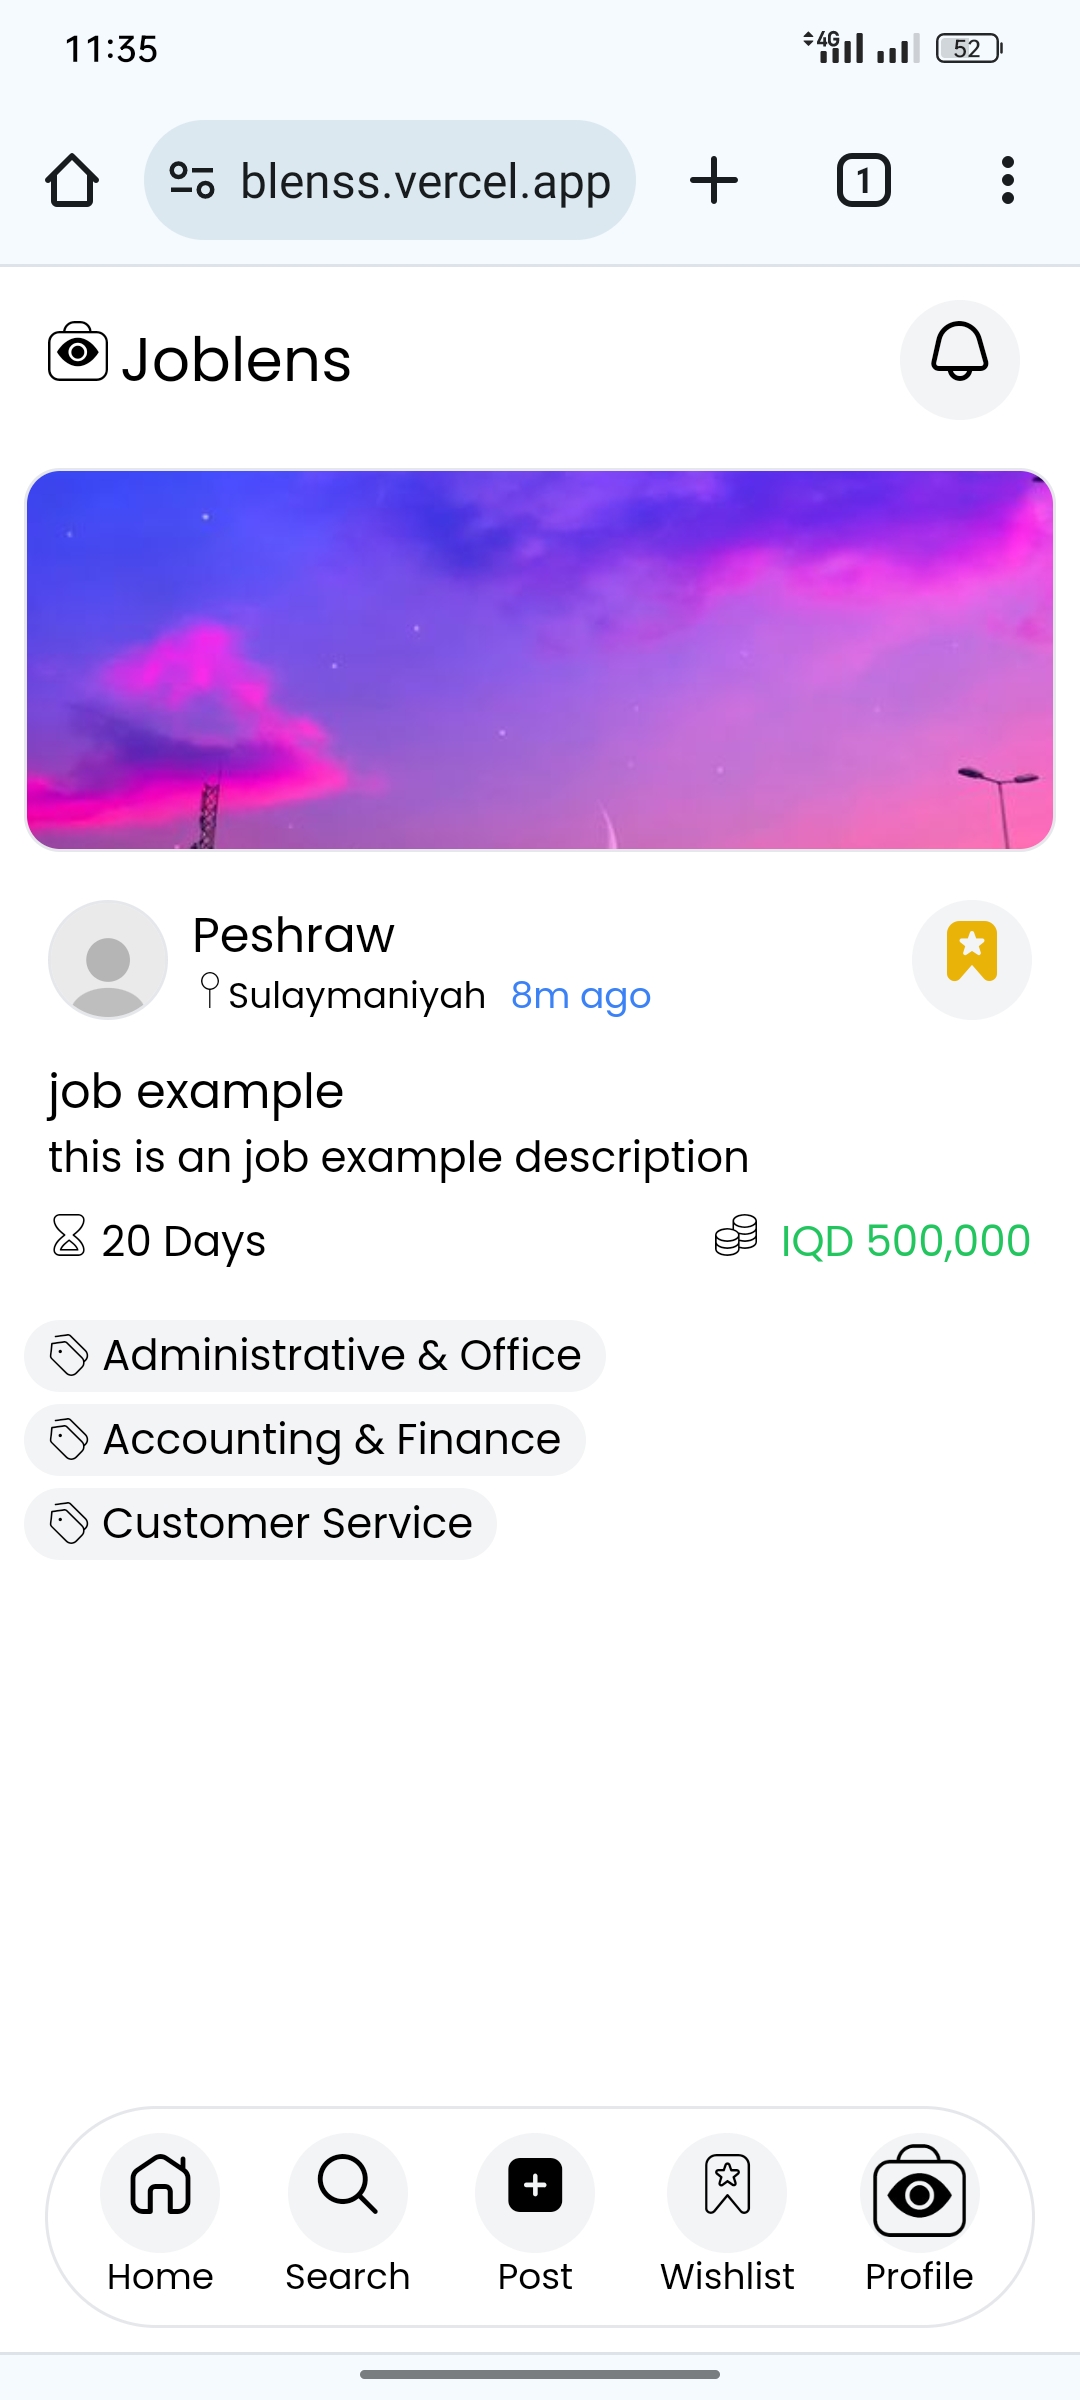 11:35
4G
52
blenss.vercel.app
1
Joblens
Peshraw
Sulaymaniyah 8m ago
job example
this is an job example description
20 Days
IQD 500,000
Administrative & Office
Accounting & Finance
Customer Service
Home
Search
Post
Wishlist
Profile